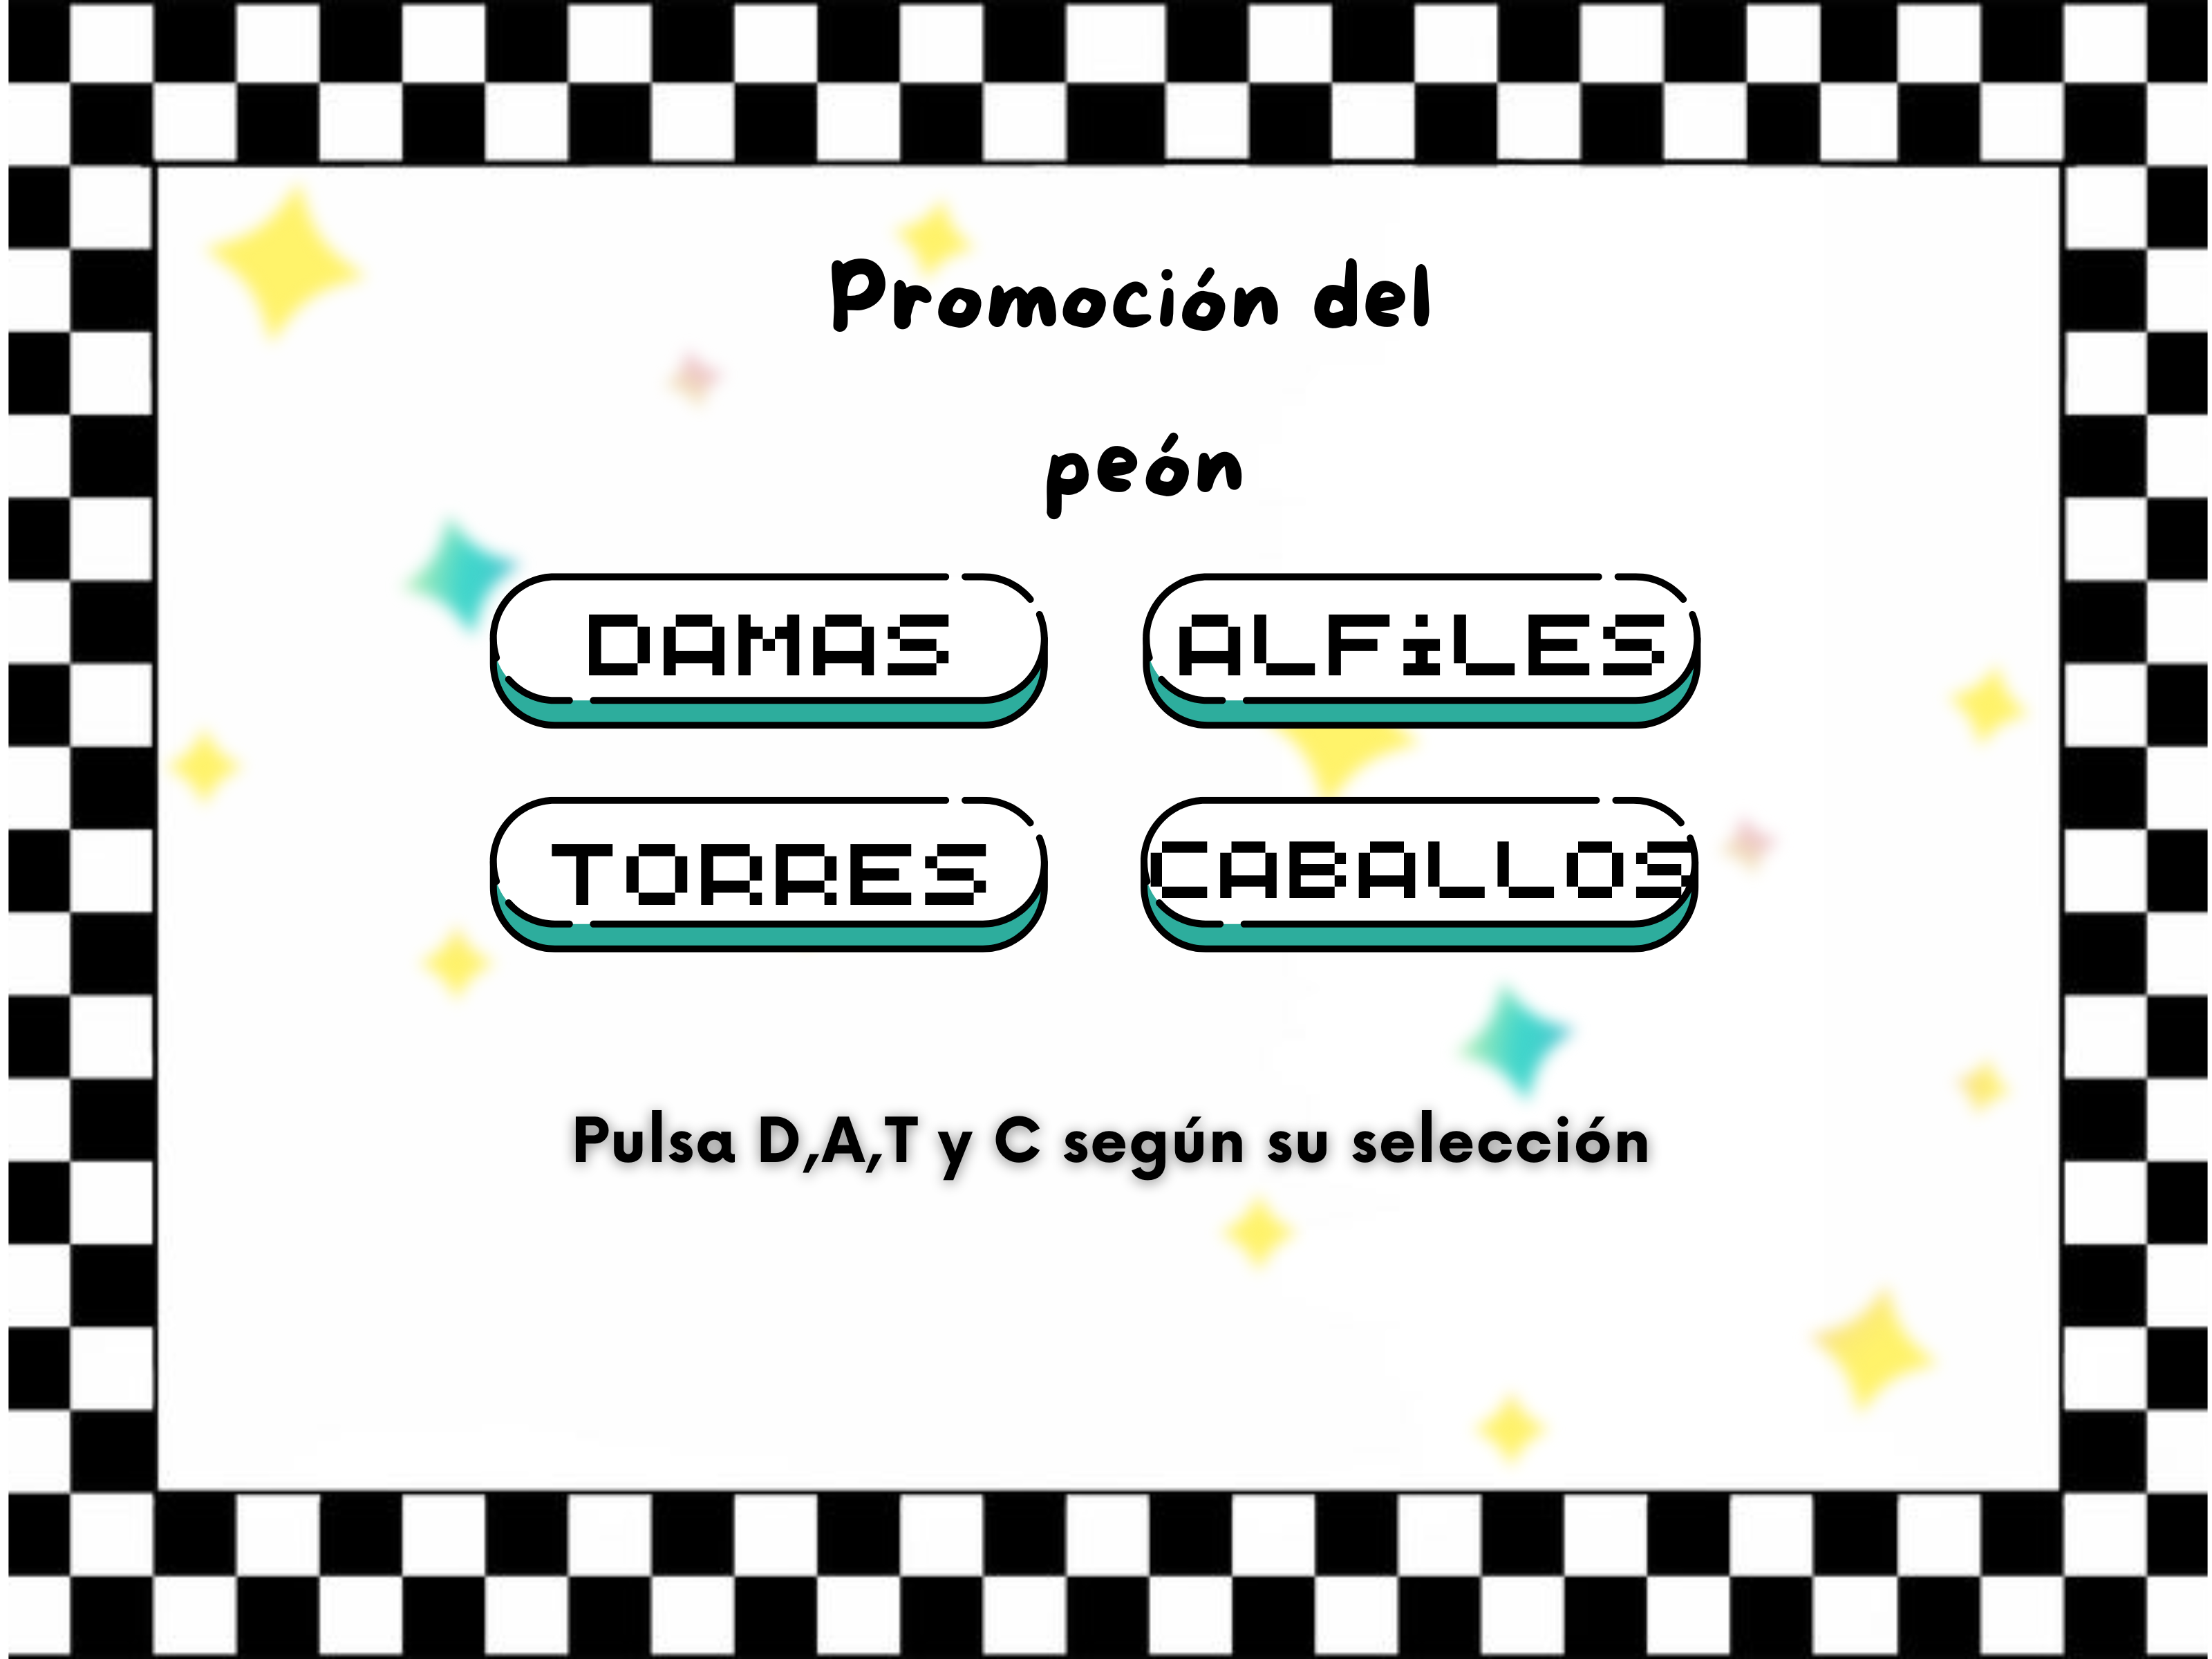 Promoción del
peón
DAMAS
ALFiLES
TORRES
CABALLOS
Pulsa D,A,T y C según su selección